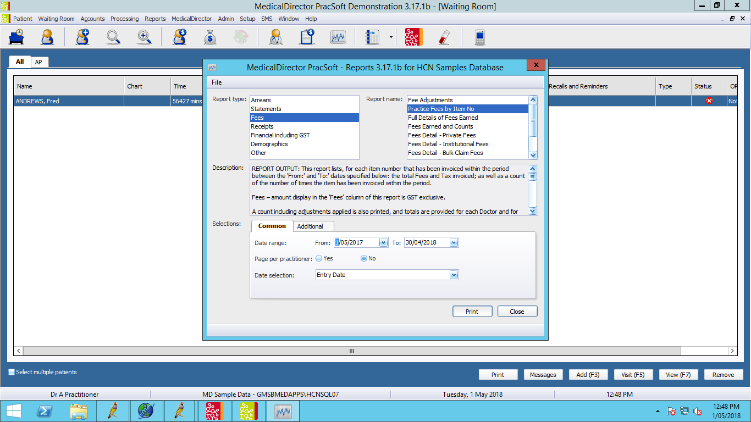 MedicalDirector PracSoft Demonstration 3.17.1b - [Waiting Room]
Patient Waiting Room Accounts Processing Reports MedicalDirector Admin Setup SMS Window Help
All AP
Name Chart Time Recalls and Reminders Type Status
ANDREWS, Fred 56427 mins
MedicalDirector PracSoft - Reports 3.17.1b for HCN Samples Database
File
Report type: Arrears Report name: Fee Adjustments
Statements Practice Fees by Item No
Fees Full Details of Fees Earned
Receipts Fees Earned and Counts
Financial including GST Fees Detail - Private Fees
Demographics Fees Detail - Institutional Fees
Other Fees Detail - Bulk Claim Fees
Description: REPORT OUTPUT: This report lists, for each item number that has been invoiced within the period
between the 'From:' and 'To:' dates specified below: the total Fees and Tax invoiced; as well as a count
of the number of times the item has been invoiced within the period.
Fees – amount display in the 'Fees' column of this report is GST exclusive.
A count including adjustments applied is also printed, and totals are provided for each Doctor and for
Selections: Common Additional
Date range: From: /05/2017 To: 30/04/2018
Page per practitioner: Yes No
Date selection: Entry Date
Print Close
Select multiple patients
Print Messages Add (F3) Visit (F5) View (F7) Remove
Dr A Practitioner MD Sample Data - GMSBMEDAPPS\HCNSQL07 Tuesday, 1 May 2018 12:48 PM
12:48 PM
1/05/2018